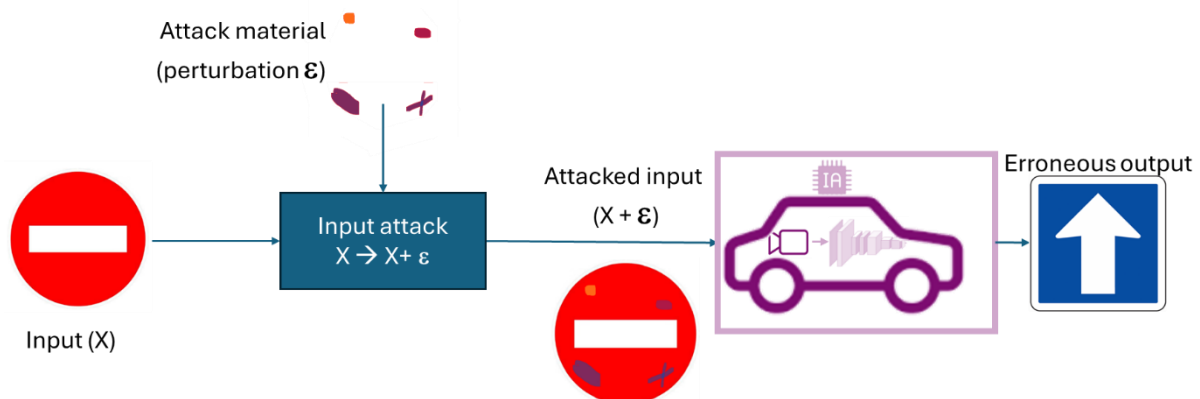 Attack material
(perturbation ε)
Input (X)
Input attack
X → X+ ε
Attacked input
(X + ε)
IA
Erroneous output